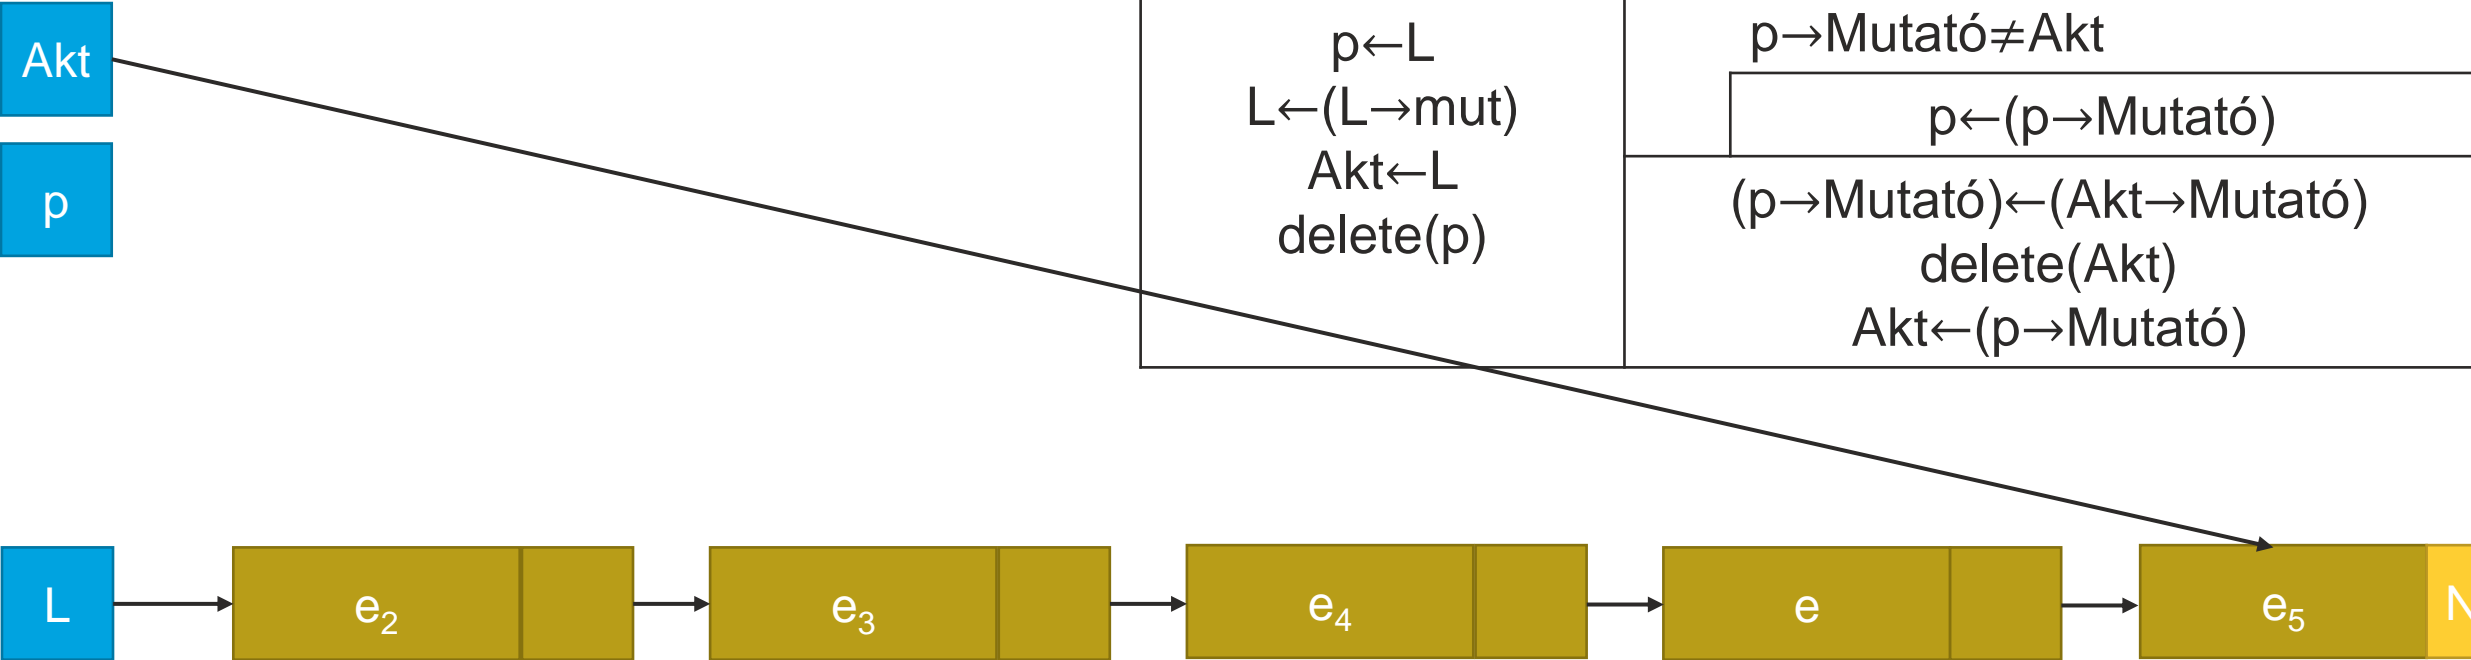 Akt
p
p←L
L←(L→mut)
Akt←L
delete(p)
p→Mutató≠Akt
p←(p→Mutató)
(p→Mutató)←(Akt→Mutató)
delete(Akt)
Akt←(p→Mutató)
L
e₂
e₃
e₄
e
e₅